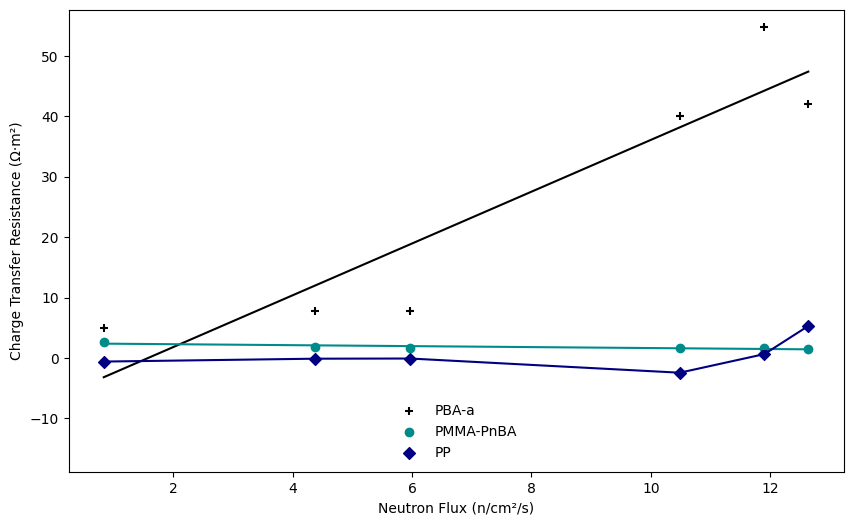 50
40
30
20
10
0
−10
Charge Transfer Resistance (Ω·m²)
PBA-a
PMMA-PnBA
PP
2 4 6 8 10 12
Neutron Flux (n/cm²/s)